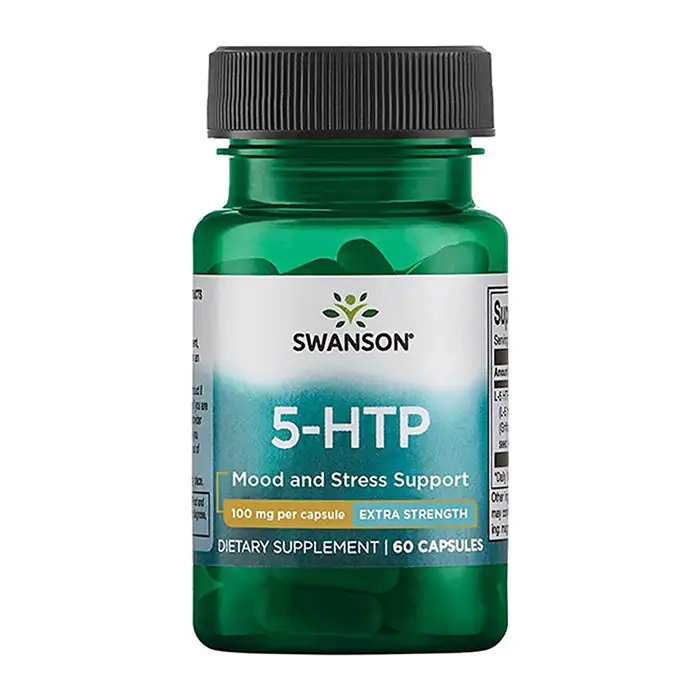 SWANSON®
5-HTP
Mood and Stress Support
100 mg per capsule EXTRA STRENGTH
DIETARY SUPPLEMENT | 60 CAPSULES